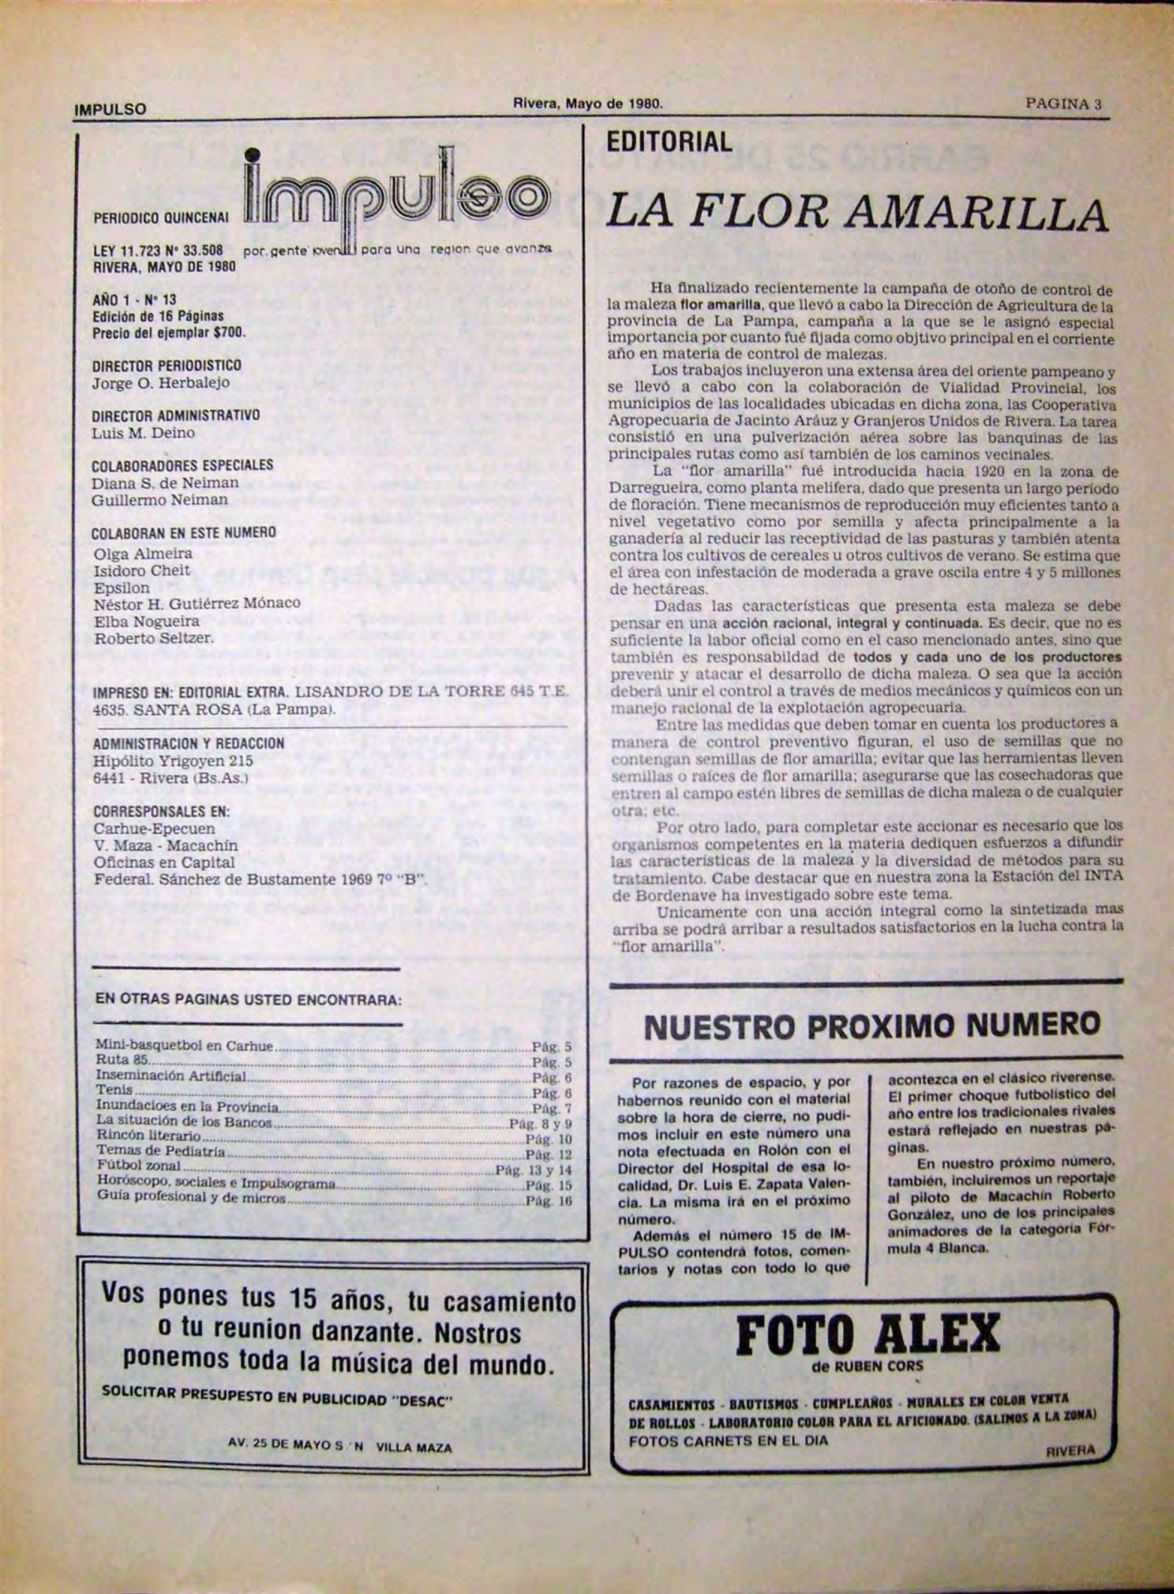 IMPULSO
Rivera, Mayo de 1980.
PAGINA 3
PERIODICO QUINCENAl
impulso
LEY 11.723 Nº 33.508
por gente joven para una region que avanza
RIVERA, MAYO DE 1980
AÑO 1 - Nº 13
Edición de 16 Páginas
Precio del ejemplar $700.
DIRECTOR PERIODISTICO
Jorge O. Herbalejo
DIRECTOR ADMINISTRATIVO
Luis M. Deino
COLABORADORES ESPECIALES
Diana S. de Neiman
Guillermo Neiman
COLABORAN EN ESTE NUMERO
Olga Almeira
Isidoro Cheit
Epsilon
Néstor H. Gutiérrez Mónaco
Elba Nogueira
Roberto Seltzer.
IMPRESO EN: EDITORIAL EXTRA. LISANDRO DE LA TORRE 645 T.E.
4635. SANTA ROSA (La Pampa).
ADMINISTRACION Y REDACCION
Hipólito Yrigoyen 215
6441 - Rivera (Bs.As.)
CORRESPONSALES EN:
Carhue-Epecuen
V. Maza - Macachín
Oficinas en Capital
Federal. Sánchez de Bustamente 1969 7º "B".
EN OTRAS PAGINAS USTED ENCONTRARA:
Mini-basquetbol en Carhue Pág. 5
Ruta 85 Pág. 5
Inseminación Artificial Pág. 6
Tenis Pág. 6
Inundacioes en la Provincia Pág. 7
La situación de los Bancos Pág. 8 y 9
Rincón literario Pág. 10
Temas de Pediatría Pág. 12
Fútbol zonal Pág. 13 y 14
Horóscopo, sociales e Impulsograma Pág. 15
Guía profesional y de micros Pág. 16
Vos pones tus 15 años, tu casamiento
o tu reunion danzante. Nostros
ponemos toda la música del mundo.
SOLICITAR PRESUPESTO EN PUBLICIDAD "DESAC"
AV. 25 DE MAYO S/N VILLA MAZA
EDITORIAL
LA FLOR AMARILLA
Ha finalizado recientemente la campaña de otoño de control de
la maleza flor amarilla, que llevó a cabo la Dirección de Agricultura de la
provincia de La Pampa, campaña a la que se le asignó especial
importancia por cuanto fué fijada como objtivo principal en el corriente
año en materia de control de malezas.
Los trabajos incluyeron una extensa área del oriente pampeano y
se llevó a cabo con la colaboración de Vialidad Provincial, los
municipios de las localidades ubicadas en dicha zona, las Cooperativa
Agropecuaria de Jacinto Aráuz y Granjeros Unidos de Rivera. La tarea
consistió en una pulverización aérea sobre las banquinas de las
principales rutas como así también de los caminos vecinales.
La "flor amarilla" fué introducida hacia 1920 en la zona de
Darregueira, como planta melífera, dado que presenta un largo período
de floración. Tiene mecanismos de reproducción muy eficientes tanto a
nivel vegetativo como por semilla y afecta principalmente a la
ganadería al reducir las receptividad de las pasturas y también atenta
contra los cultivos de cereales u otros cultivos de verano. Se estima que
el área con infestación de moderada a grave oscila entre 4 y 5 millones
de hectáreas.
Dadas las características que presenta esta maleza se debe
pensar en una acción racional, integral y continuada. Es decir, que no es
suficiente la labor oficial como en el caso mencionado antes, sino que
también es responsabildad de todos y cada uno de los productores
prevenir y atacar el desarrollo de dicha maleza. O sea que la acción
deberá unir el control a través de medios mecánicos y químicos con un
manejo racional de la explotación agropecuaria.
Entre las medidas que deben tomar en cuenta los productores a
manera de control preventivo figuran, el uso de semillas que no
contengan semillas de flor amarilla; evitar que las herramientas lleven
semillas o raíces de flor amarilla; asegurarse que las cosechadoras que
entren al campo estén libres de semillas de dicha maleza o de cualquier
otra; etc.
Por otro lado, para completar este accionar es necesario que los
organismos competentes en la materia dediquen esfuerzos a difundir
las características de la maleza y la diversidad de métodos para su
tratamiento. Cabe destacar que en nuestra zona la Estación del INTA
de Bordenave ha investigado sobre este tema.
Unicamente con una acción integral como la sintetizada mas
arriba se podrá arribar a resultados satisfactorios en la lucha contra la
"flor amarilla".
NUESTRO PROXIMO NUMERO
Por razones de espacio, y por
habernos reunido con el material
sobre la hora de cierre, no pudi-
mos incluir en este número una
nota efectuada en Rolón con el
Director del Hospital de esa lo-
calidad, Dr. Luis E. Zapata Valen-
cia. La misma irá en el próximo
número.
Además el número 15 de IM-
PULSO contendrá fotos, comen-
tarios y notas con todo lo que
acontezca en el clásico riverense.
El primer choque futbolístico del
año entre los tradicionales rivales
estará reflejado en nuestras pá-
ginas.
En nuestro próximo número,
también, incluiremos un reportaje
al piloto de Macachín Roberto
González, uno de los principales
animadores de la categoría Fór-
mula 4 Blanca.
FOTO ALEX
de RUBEN CORS
CASAMIENTOS - BAUTISMOS - CUMPLEAÑOS - MURALES EN COLOR VENTA
DE ROLLOS - LABORATORIO COLOR PARA EL AFICIONADO. (SALIMOS A LA ZONA)
FOTOS CARNETS EN EL DIA
RIVERA